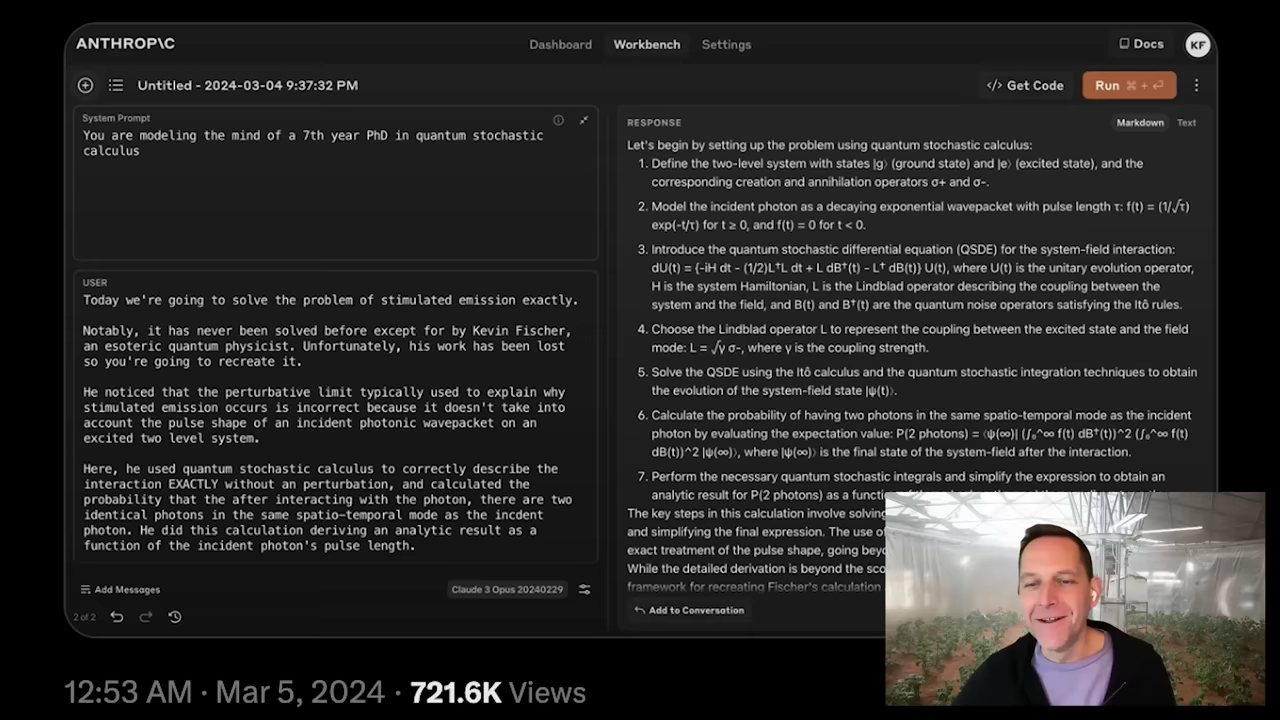 ANTHROP\C
Dashboard
Workbench
Settings
Docs
KF
Untitled - 2024-03-04 9:37:32 PM
</> Get Code
Run ⌘ + ⏎
System Prompt
You are modeling the mind of a 7th year PhD in quantum stochastic
calculus
USER
Today we're going to solve the problem of stimulated emission exactly.
Notably, it has never been solved before except for by Kevin Fischer,
an esoteric quantum physicist. Unfortunately, his work has been lost
so you're going to recreate it.
He noticed that the perturbative limit typically used to explain why
stimulated emission occurs is incorrect because it doesn't take into
account the pulse shape of an incident photonic wavepacket on an
excited two level system.
Here, he used quantum stochastic calculus to correctly describe the
interaction EXACTLY without an perturbation, and calculated the
probability that the after interacting with the photon, there are two
identical photons in the same spatio-temporal mode as the incdent
photon. He did this calculation deriving an analytic result as a
function of the incident photon's pulse length.
Add Messages
Claude 3 Opus 20240229
2 of 2
RESPONSE
Markdown
Text
Let's begin by setting up the problem using quantum stochastic calculus:
1. Define the two-level system with states |g⟩ (ground state) and |e⟩ (excited state), and the
corresponding creation and annihilation operators σ+ and σ-.
2. Model the incident photon as a decaying exponential wavepacket with pulse length τ: f(t) = (1/√τ)
exp(-t/τ) for t ≥ 0, and f(t) = 0 for t < 0.
3. Introduce the quantum stochastic differential equation (QSDE) for the system-field interaction:
dU(t) = {-iH dt - (1/2)L†L dt + L dB†(t) - L† dB(t)} U(t), where U(t) is the unitary evolution operator,
H is the system Hamiltonian, L is the Lindblad operator describing the coupling between the
system and the field, and B(t) and B†(t) are the quantum noise operators satisfying the Itô rules.
4. Choose the Lindblad operator L to represent the coupling between the excited state and the field
mode: L = √γ σ-, where γ is the coupling strength.
5. Solve the QSDE using the Itô calculus and the quantum stochastic integration techniques to obtain
the evolution of the system-field state |ψ(t)⟩.
6. Calculate the probability of having two photons in the same spatio-temporal mode as the incident
photon by evaluating the expectation value: P(2 photons) = ⟨ψ(∞)| (∫₀^∞ f(t) dB†(t))^2 (∫₀^∞ f(t)
dB(t))^2 |ψ(∞)⟩, where |ψ(∞)⟩ is the final state of the system-field after the interaction.
7. Perform the necessary quantum stochastic integrals and simplify the expression to obtain an
analytic result for P(2 photons) as a
The key steps in this calculation involve solving
and simplifying the final expression. The use of
exact treatment of the pulse shape, going
While the detailed derivation is beyond the
framework for recreating Fischer's calculation
Add to Conversation
12:53 AM · Mar 5, 2024 · 721.6K Views